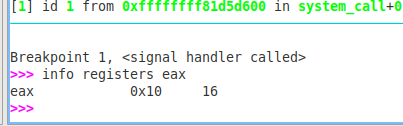 [1] id 1 from 0xffffffff81d5d600 in system_call+0
Breakpoint 1, <signal handler called>
>>> info registers eax
eax 0x10 16
>>>